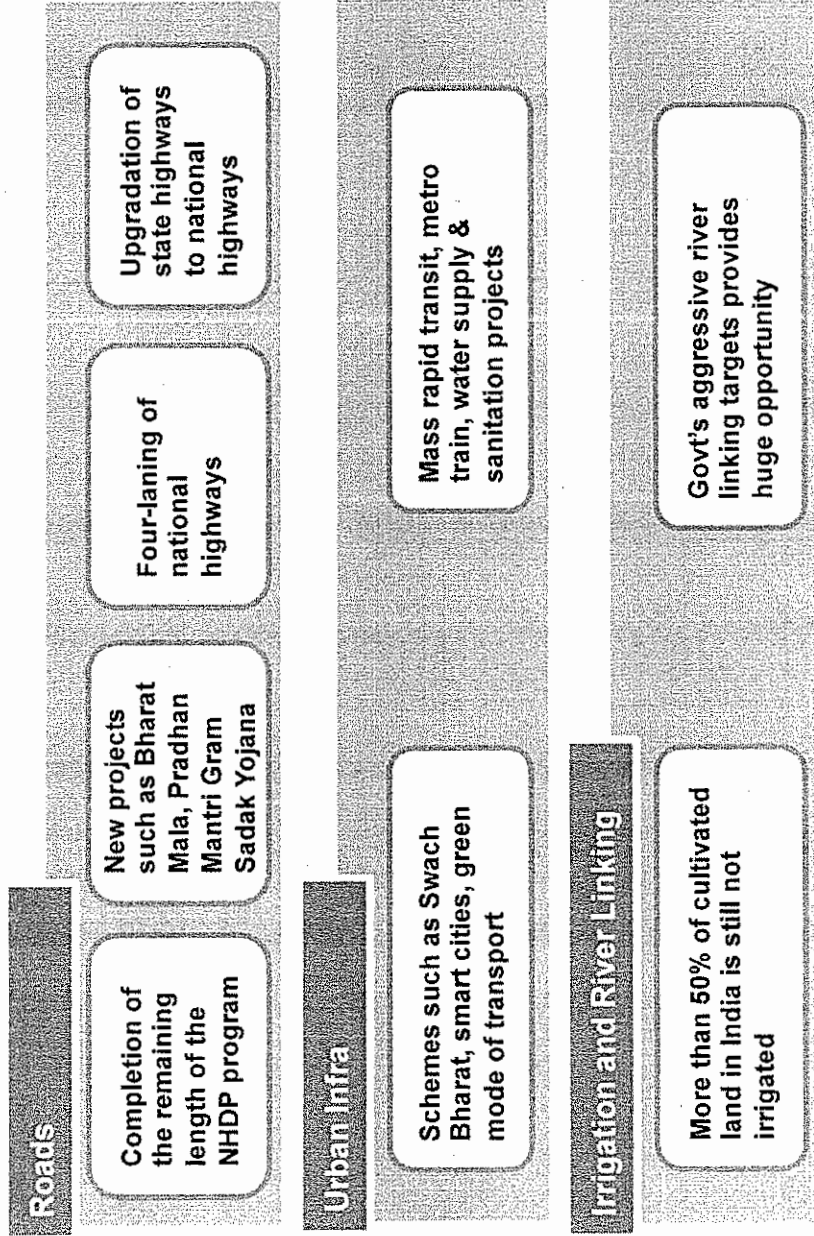 Roads
Completion of
the remaining
length of the
NHDP program
New projects
such as Bharat
Mala, Pradhan
Mantri Gram
Sadak Yojana
Four-laning of
national
highways
Upgradation of
state highways
to national
highways
Urban Infra
Schemes such as Swach
Bharat, smart cities, green
mode of transport
Mass rapid transit, metro
train, water supply &
sanitation projects
Irrigation and River Linking
More than 50% of cultivated
land in India is still not
irrigated
Govt's aggressive river
linking targets provides
huge opportunity